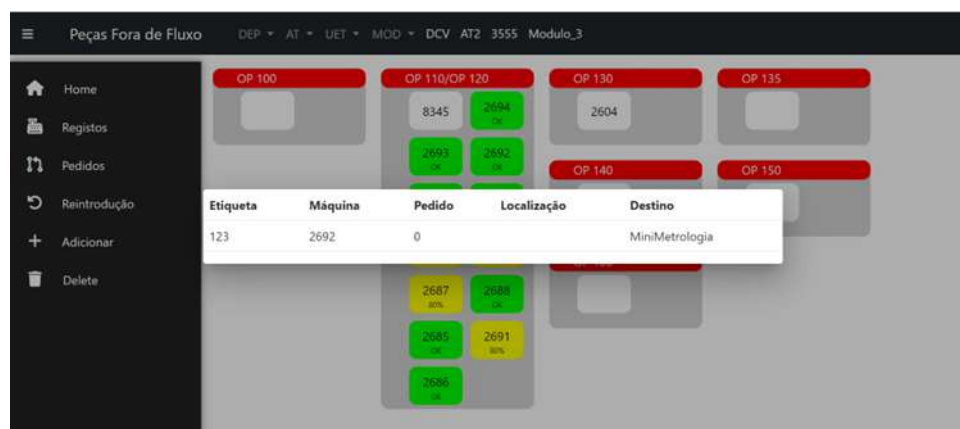 Peças Fora de Fluxo DEP AT UET MOD DCV AT2 3555 Modulo_3
Home
Registos
Pedidos
Reintrodução
Adicionar
Delete
OP 100
OP 110/OP 120
OP 130
OP 135
8345
2694
OK
2604
2693
OK
2692
OK
OP 140
OP 150
Etiqueta Máquina Pedido Localização Destino
123 2692 0 MiniMetrologia
2687
80%
2688
OK
2685
OK
2691
80%
2686
OK